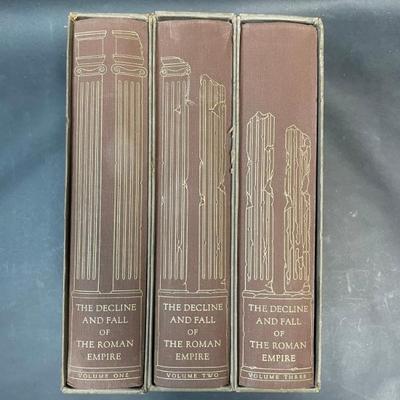 THE DECLINE
AND FALL
OF
THE ROMAN
EMPIRE
VOLUME ONE
THE DECLINE
AND FALL
OF
THE ROMAN
EMPIRE
VOLUME TWO
THE DECLINE
AND FALL
OF
THE ROMAN
EMPIRE
VOLUME THREE